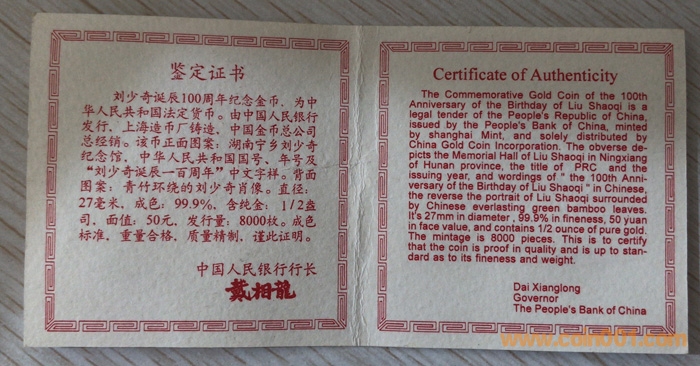 鉴定证书
刘少奇诞辰100周年纪念金币，为中
华人民共和国法定货币。由中国人民银行
发行，上海造币厂铸造，中国金币总公司
总经销。该币正面图案：湖南宁乡刘少奇
纪念馆，中华人民共和国国号、年号及
“刘少奇诞辰一百周年”中文字样。背面
图案：青竹环绕的刘少奇肖像。直径：
27毫米，成色：99.9%，含纯金：1/2盎
司，面值：50元，发行量：8000枚。成色
标准，重量合格，质量精制，谨此证明。
中国人民银行行长
戴相龍
Certificate of Authenticity
The Commemorative Gold Coin of the 100th
Anniversary of the Birthday of Liu Shaoqi is a
legal tender of the People's Republic of China,
issued by the People's Bank of China, minted
by shanghai Mint, and solely distributed by
China Gold Coin Incorporation. The obverse de-
picts the Memorial Hall of Liu Shaoqi in Ningxiang
of Hunan province, the title of PRC and the
issuing year, and wordings of " the 100th Anni-
versary of the Birthday of Liu Shaoqi " in Chinese,
the reverse the portrait of Liu Shaoqi surrounded
by Chinese everlasting green bamboo leaves.
It's 27mm in diameter , 99.9% in fineness, 50 yuan
in face value, and contains 1/2 ounce of pure gold.
The mintage is 8000 pieces. This is to certify
that the coin is proof in quality and is up to stan-
dard as to its fineness and weight.
Dai Xianglong
Governor
The People's Bank of China
www.coin001.com